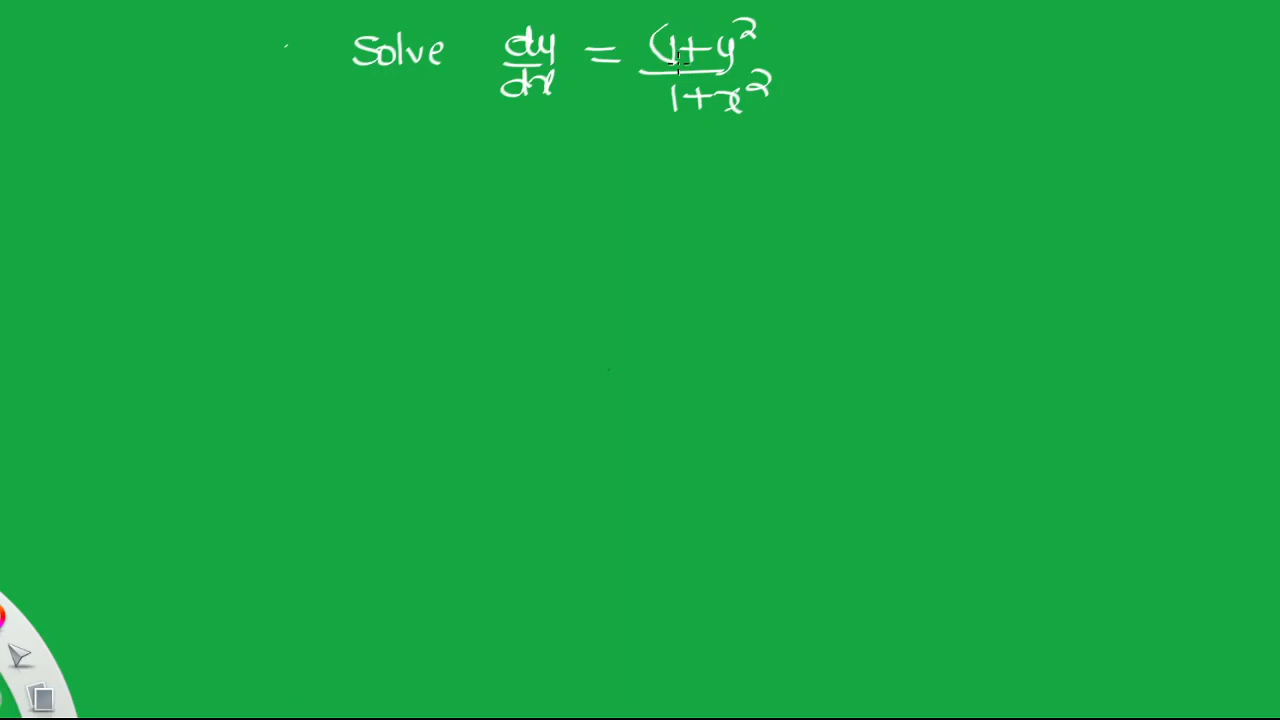 Solve dy/dx = (1+y²/1+x²